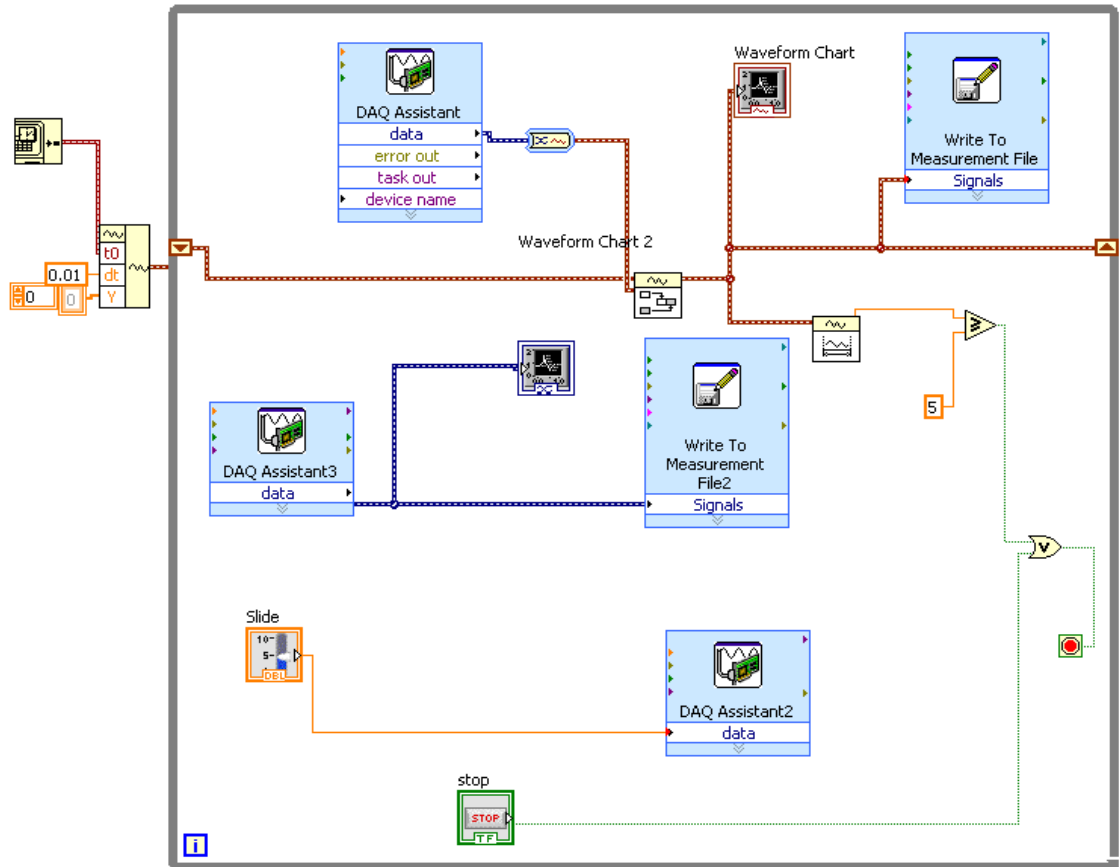 Waveform Chart
DAQ Assistant
data
error out
task out
device name
Write To
Measurement File
Signals
t0
0.01
dt
0
0
Y
Waveform Chart 2
5
DAQ Assistant3
data
Write To
Measurement
File2
Signals
Slide
10
5
DBL
DAQ Assistant2
data
stop
STOP
TF
i